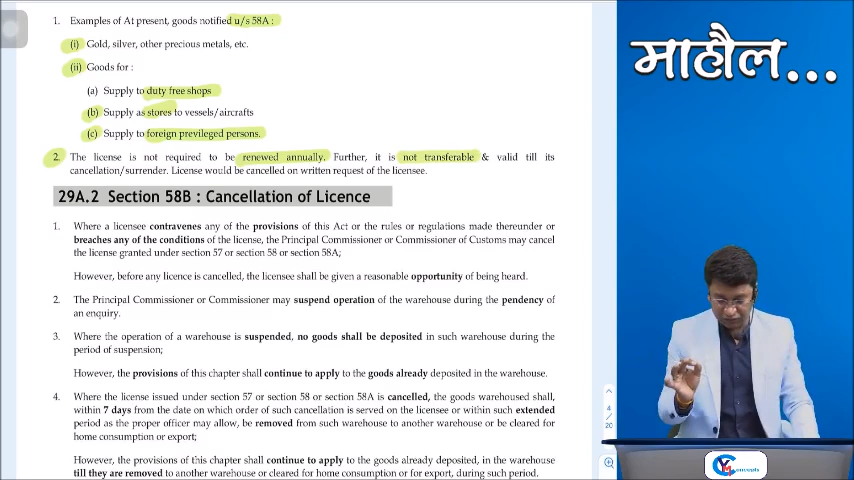 1. Examples of At present, goods notified u/s 58A :
(i) Gold, silver, other precious metals, etc.
(ii) Goods for :
(a) Supply to duty free shops
(b) Supply as stores to vessels/aircrafts
(c) Supply to foreign previleged persons.
2. The license is not required to be renewed annually. Further, it is not transferable & valid till its
cancellation/surrender. License would be cancelled on written request of the licensee.
29A.2 Section 58B : Cancellation of Licence
1. Where a licensee contravenes any of the provisions of this Act or the rules or regulations made thereunder or
breaches any of the conditions of the license, the Principal Commissioner or Commissioner of Customs may cancel
the license granted under section 57 or section 58 or section 58A;
However, before any licence is cancelled, the licensee shall be given a reasonable opportunity of being heard.
2. The Principal Commissioner or Commissioner may suspend operation of the warehouse during the pendency of
an enquiry.
3. Where the operation of a warehouse is suspended, no goods shall be deposited in such warehouse during the
period of suspension;
However, the provisions of this chapter shall continue to apply to the goods already deposited in the warehouse.
4. Where the license issued under section 57 or section 58 or section 58A is cancelled, the goods warehoused shall,
within 7 days from the date on which order of such cancellation is served on the licensee or within such extended
period as the proper officer may allow, be removed from such warehouse to another warehouse or be cleared for
home consumption or export;
However, the provisions of this chapter shall continue to apply to the goods already deposited, in the warehouse
till they are removed to another warehouse or cleared for home consumption or for export, during such period.
माहौल...
4
20